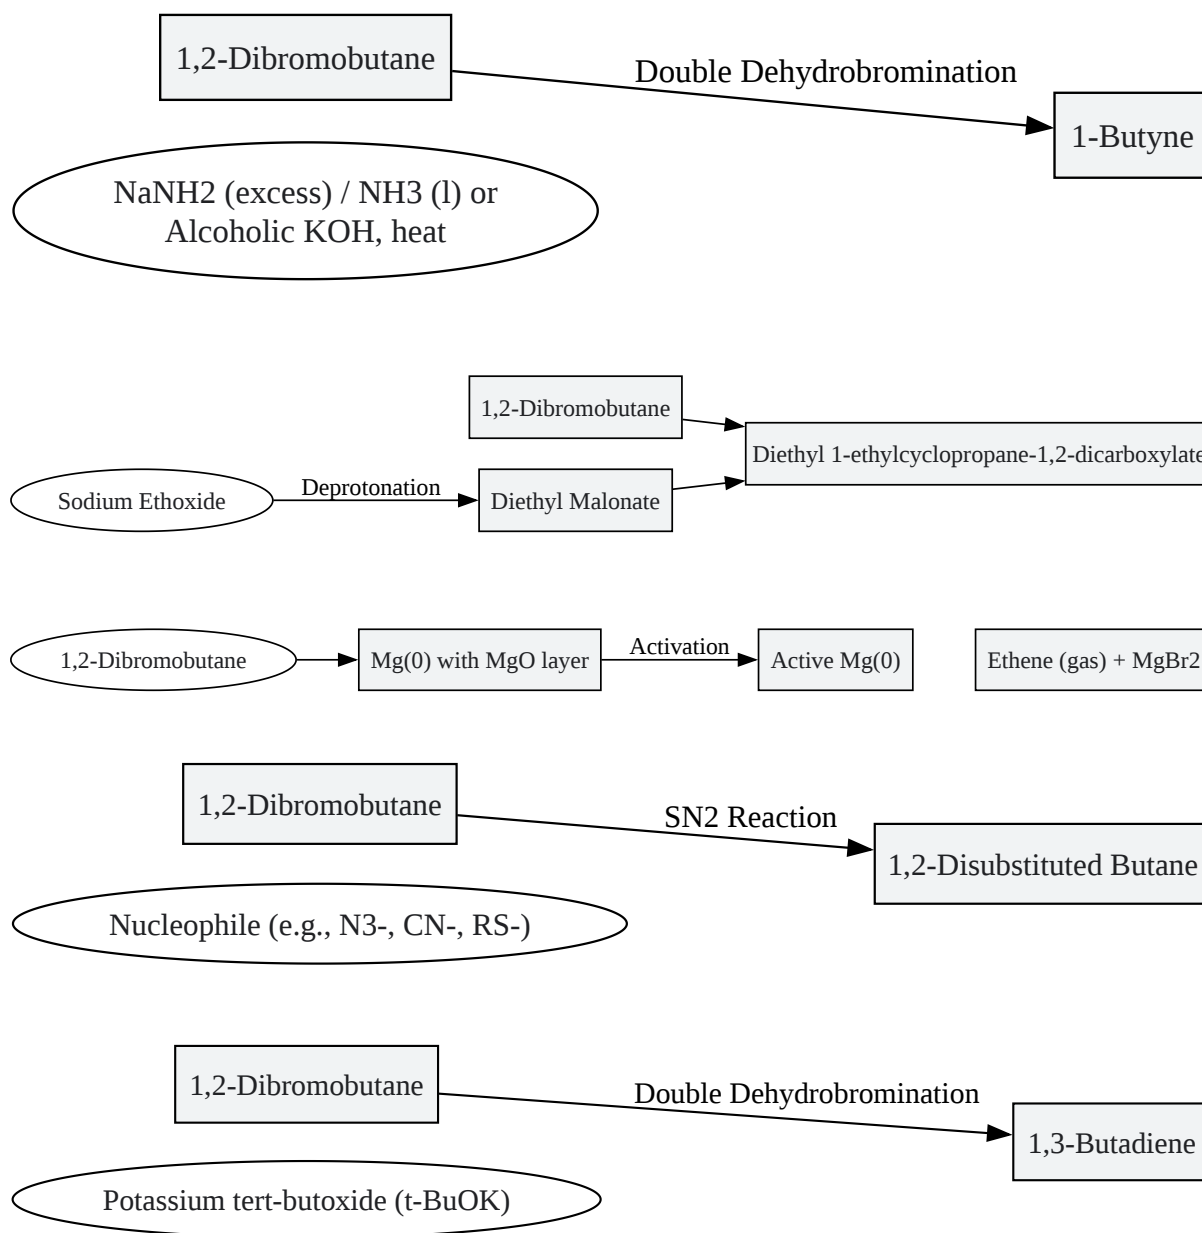 1,2-Dibromobutane
Double Dehydrobromination
1-Butyne
NaNH2 (excess) / NH3 (l) or
Alcoholic KOH, heat
1,2-Dibromobutane
Diethyl 1-ethylcyclopropane-1,2-dicarboxylate
Sodium Ethoxide
Deprotonation
Diethyl Malonate
1,2-Dibromobutane
Mg(0) with MgO layer
Activation
Active Mg(0)
Ethene (gas) + MgBr2
1,2-Dibromobutane
SN2 Reaction
1,2-Disubstituted Butane
Nucleophile (e.g., N3-, CN-, RS-)
1,2-Dibromobutane
Double Dehydrobromination
1,3-Butadiene
Potassium tert-butoxide (t-BuOK)